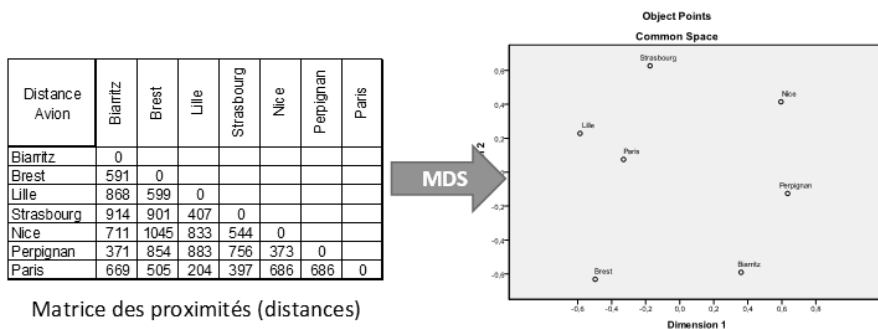 Distance Avion Biarritz Brest Lille Strasbourg Nice Perpignan Paris
Biarritz 0
Brest 591 0
Lille 868 599 0
Strasbourg 914 901 407 0
Nice 711 1045 833 544 0
Perpignan 371 854 883 756 373 0
Paris 669 505 204 397 686 686 0
Matrice des proximités (distances)
MDS
Object Points
Common Space
Strasbourg
Nice
Lille
Paris
Perpignan
Biarritz
Brest
0,6
0,4
0,2
0,0
-0,2
-0,4
-0,6
-0,6 -0,4 -0,2 0,0 0,2 0,4 0,6 0,8
Dimension 1